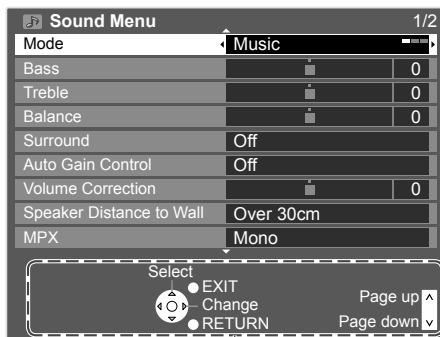 Sound Menu 1/2
Mode Music
Bass 0
Treble 0
Balance 0
Surround Off
Auto Gain Control Off
Volume Correction 0
Speaker Distance to Wall Over 30cm
MPX Mono
Select
EXIT
Change
RETURN
Page up
Page down